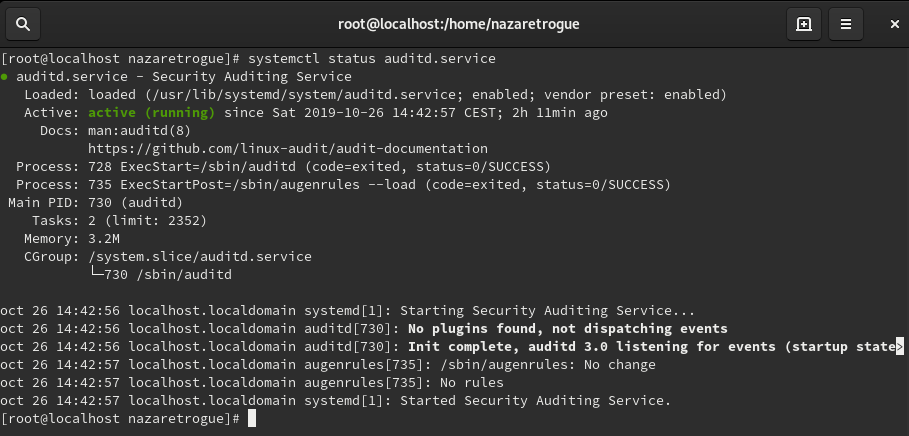 root@localhost:/home/nazaretrogue
[root@localhost nazaretrogue]# systemctl status auditd.service
● auditd.service - Security Auditing Service
   Loaded: loaded (/usr/lib/systemd/system/auditd.service; enabled; vendor preset: enabled)
   Active: active (running) since Sat 2019-10-26 14:42:57 CEST; 2h 11min ago
     Docs: man:auditd(8)
           https://github.com/linux-audit/audit-documentation
  Process: 728 ExecStart=/sbin/auditd (code=exited, status=0/SUCCESS)
  Process: 735 ExecStartPost=/sbin/augenrules --load (code=exited, status=0/SUCCESS)
 Main PID: 730 (auditd)
    Tasks: 2 (limit: 2352)
   Memory: 3.2M
   CGroup: /system.slice/auditd.service
           └─730 /sbin/auditd
oct 26 14:42:56 localhost.localdomain systemd[1]: Starting Security Auditing Service...
oct 26 14:42:56 localhost.localdomain auditd[730]: No plugins found, not dispatching events
oct 26 14:42:56 localhost.localdomain auditd[730]: Init complete, auditd 3.0 listening for events (startup state>
oct 26 14:42:57 localhost.localdomain augenrules[735]: /sbin/augenrules: No change
oct 26 14:42:57 localhost.localdomain augenrules[735]: No rules
oct 26 14:42:57 localhost.localdomain systemd[1]: Started Security Auditing Service.
[root@localhost nazaretrogue]#